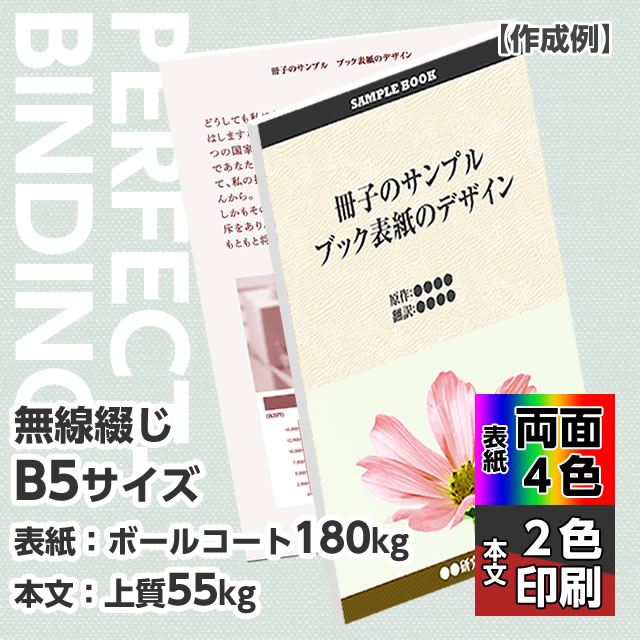 【作成例】
PERFECT
BINDING
冊子のサンプル ブック表紙のデザイン
どうしても私に
はしますが
つの国家
であなた
て、私の
んから。
しかもその
斥をあり
もともと将
SAMPLE BOOK
冊子のサンプル
ブック表紙のデザイン
原作:●●●●
翻訳:●●●●
無線綴じ
B5サイズ
表紙：ボールコート180kg
本文：上質55kg
表紙
両面
4色
本文
2色
印刷